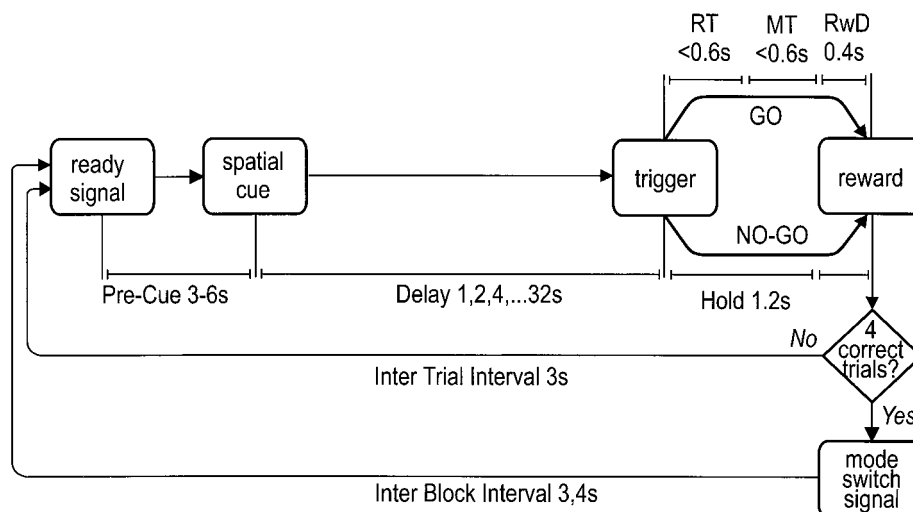 RT MT RwD
<0.6s <0.6s 0.4s
GO
ready
signal
spatial
cue
trigger
reward
NO-GO
Pre-Cue 3-6s
Delay 1,2,4,...32s
Hold 1.2s
No
4
correct
trials?
Inter Trial Interval 3s
Yes
mode
switch
signal
Inter Block Interval 3,4s